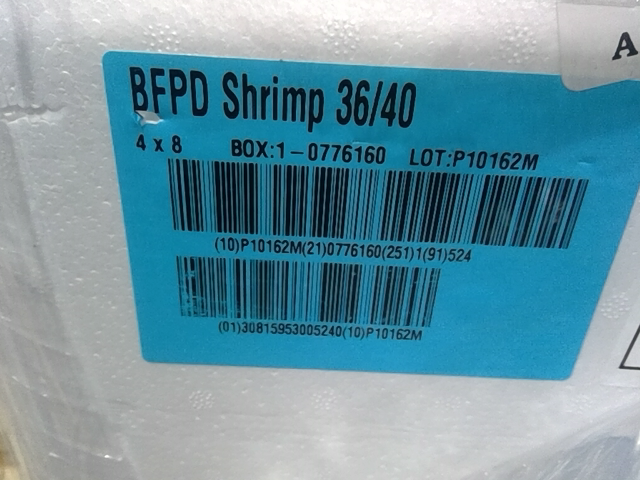 A
BFPD Shrimp 36/40
4 x 8 BOX:1-0776160 LOT:P10162M
(10)P10162M(21)0776160(251)1(91)524
(01)30815953005240(10)P10162M